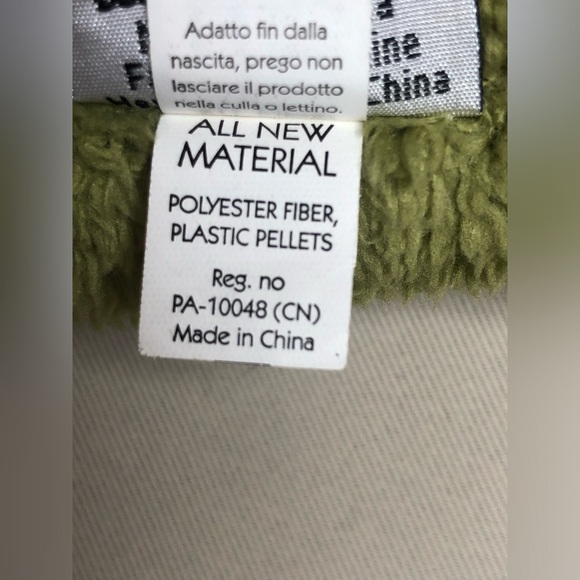 Adatto fin dalla
nascita, prego non
lasciare il prodotto
nella culla o lettino.
China
ALL NEW
MATERIAL
POLYESTER FIBER,
PLASTIC PELLETS
Reg. no
PA-10048 (CN)
Made in China